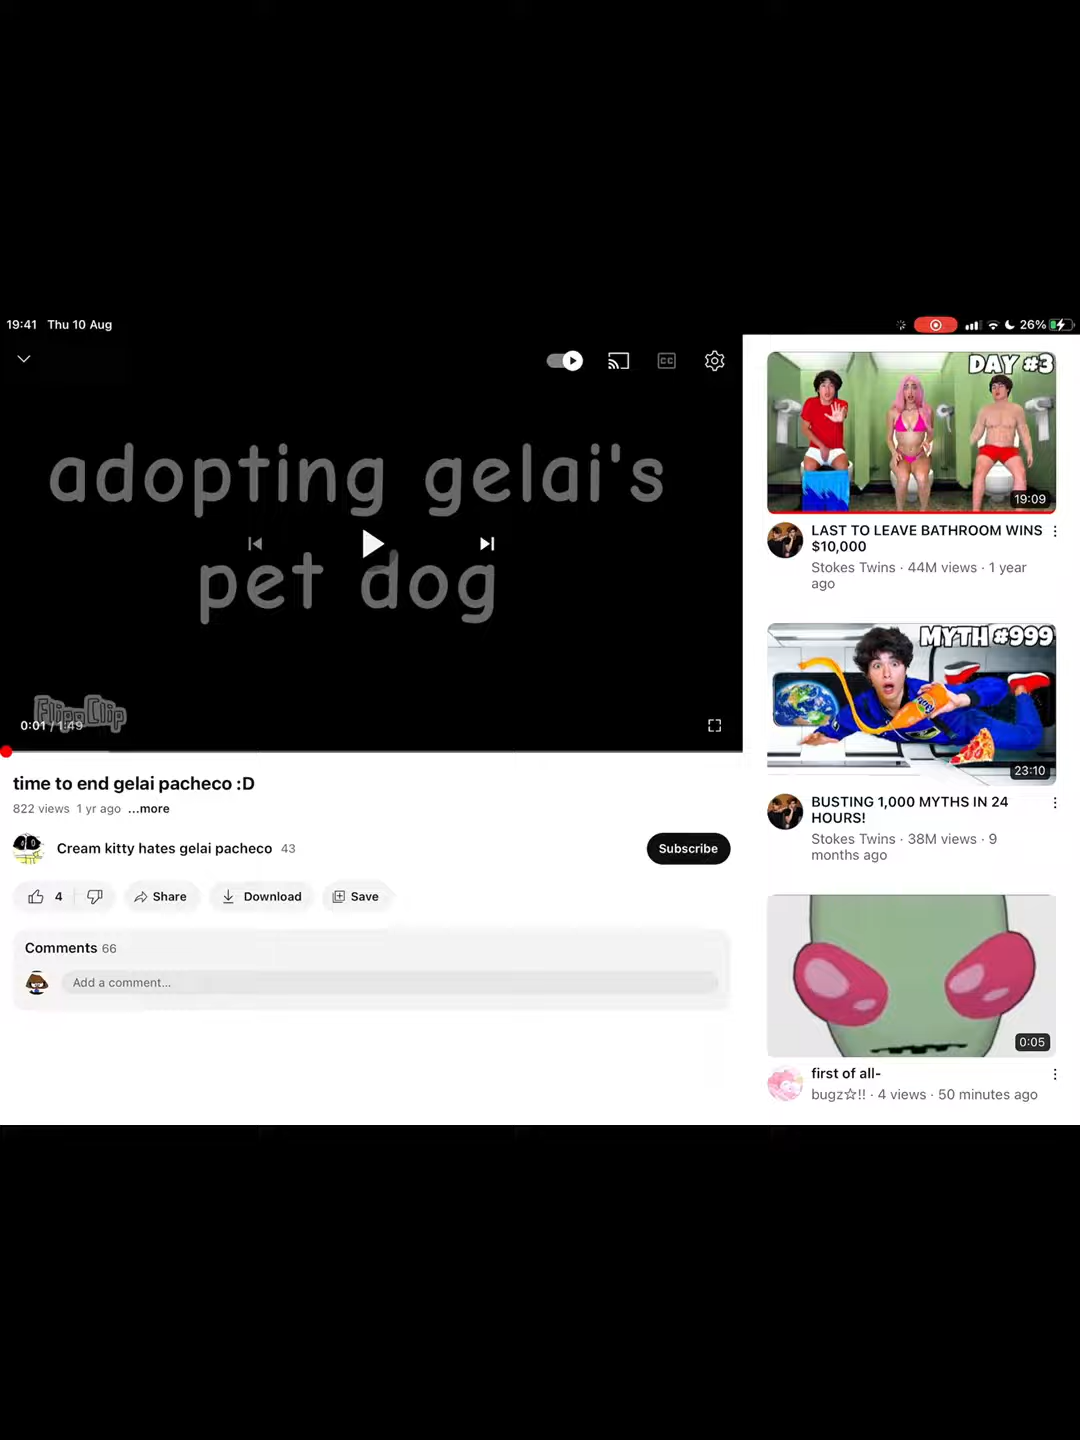 19:41 Thu 10 Aug
26%
CC
adopting gelai's
pet dog
FlipaClip
0:01 / 1:49
time to end gelai pacheco :D
822 views 1 yr ago ...more
Cream kitty hates gelai pacheco 43
Subscribe
4
Share
Download
Save
Comments 66
Add a comment...
DAY #3
19:09
LAST TO LEAVE BATHROOM WINS
$10,000
Stokes Twins · 44M views · 1 year
ago
MYTH #999
23:10
BUSTING 1,000 MYTHS IN 24
HOURS!
Stokes Twins · 38M views · 9
months ago
0:05
first of all-
bugz☆!! · 4 views · 50 minutes ago